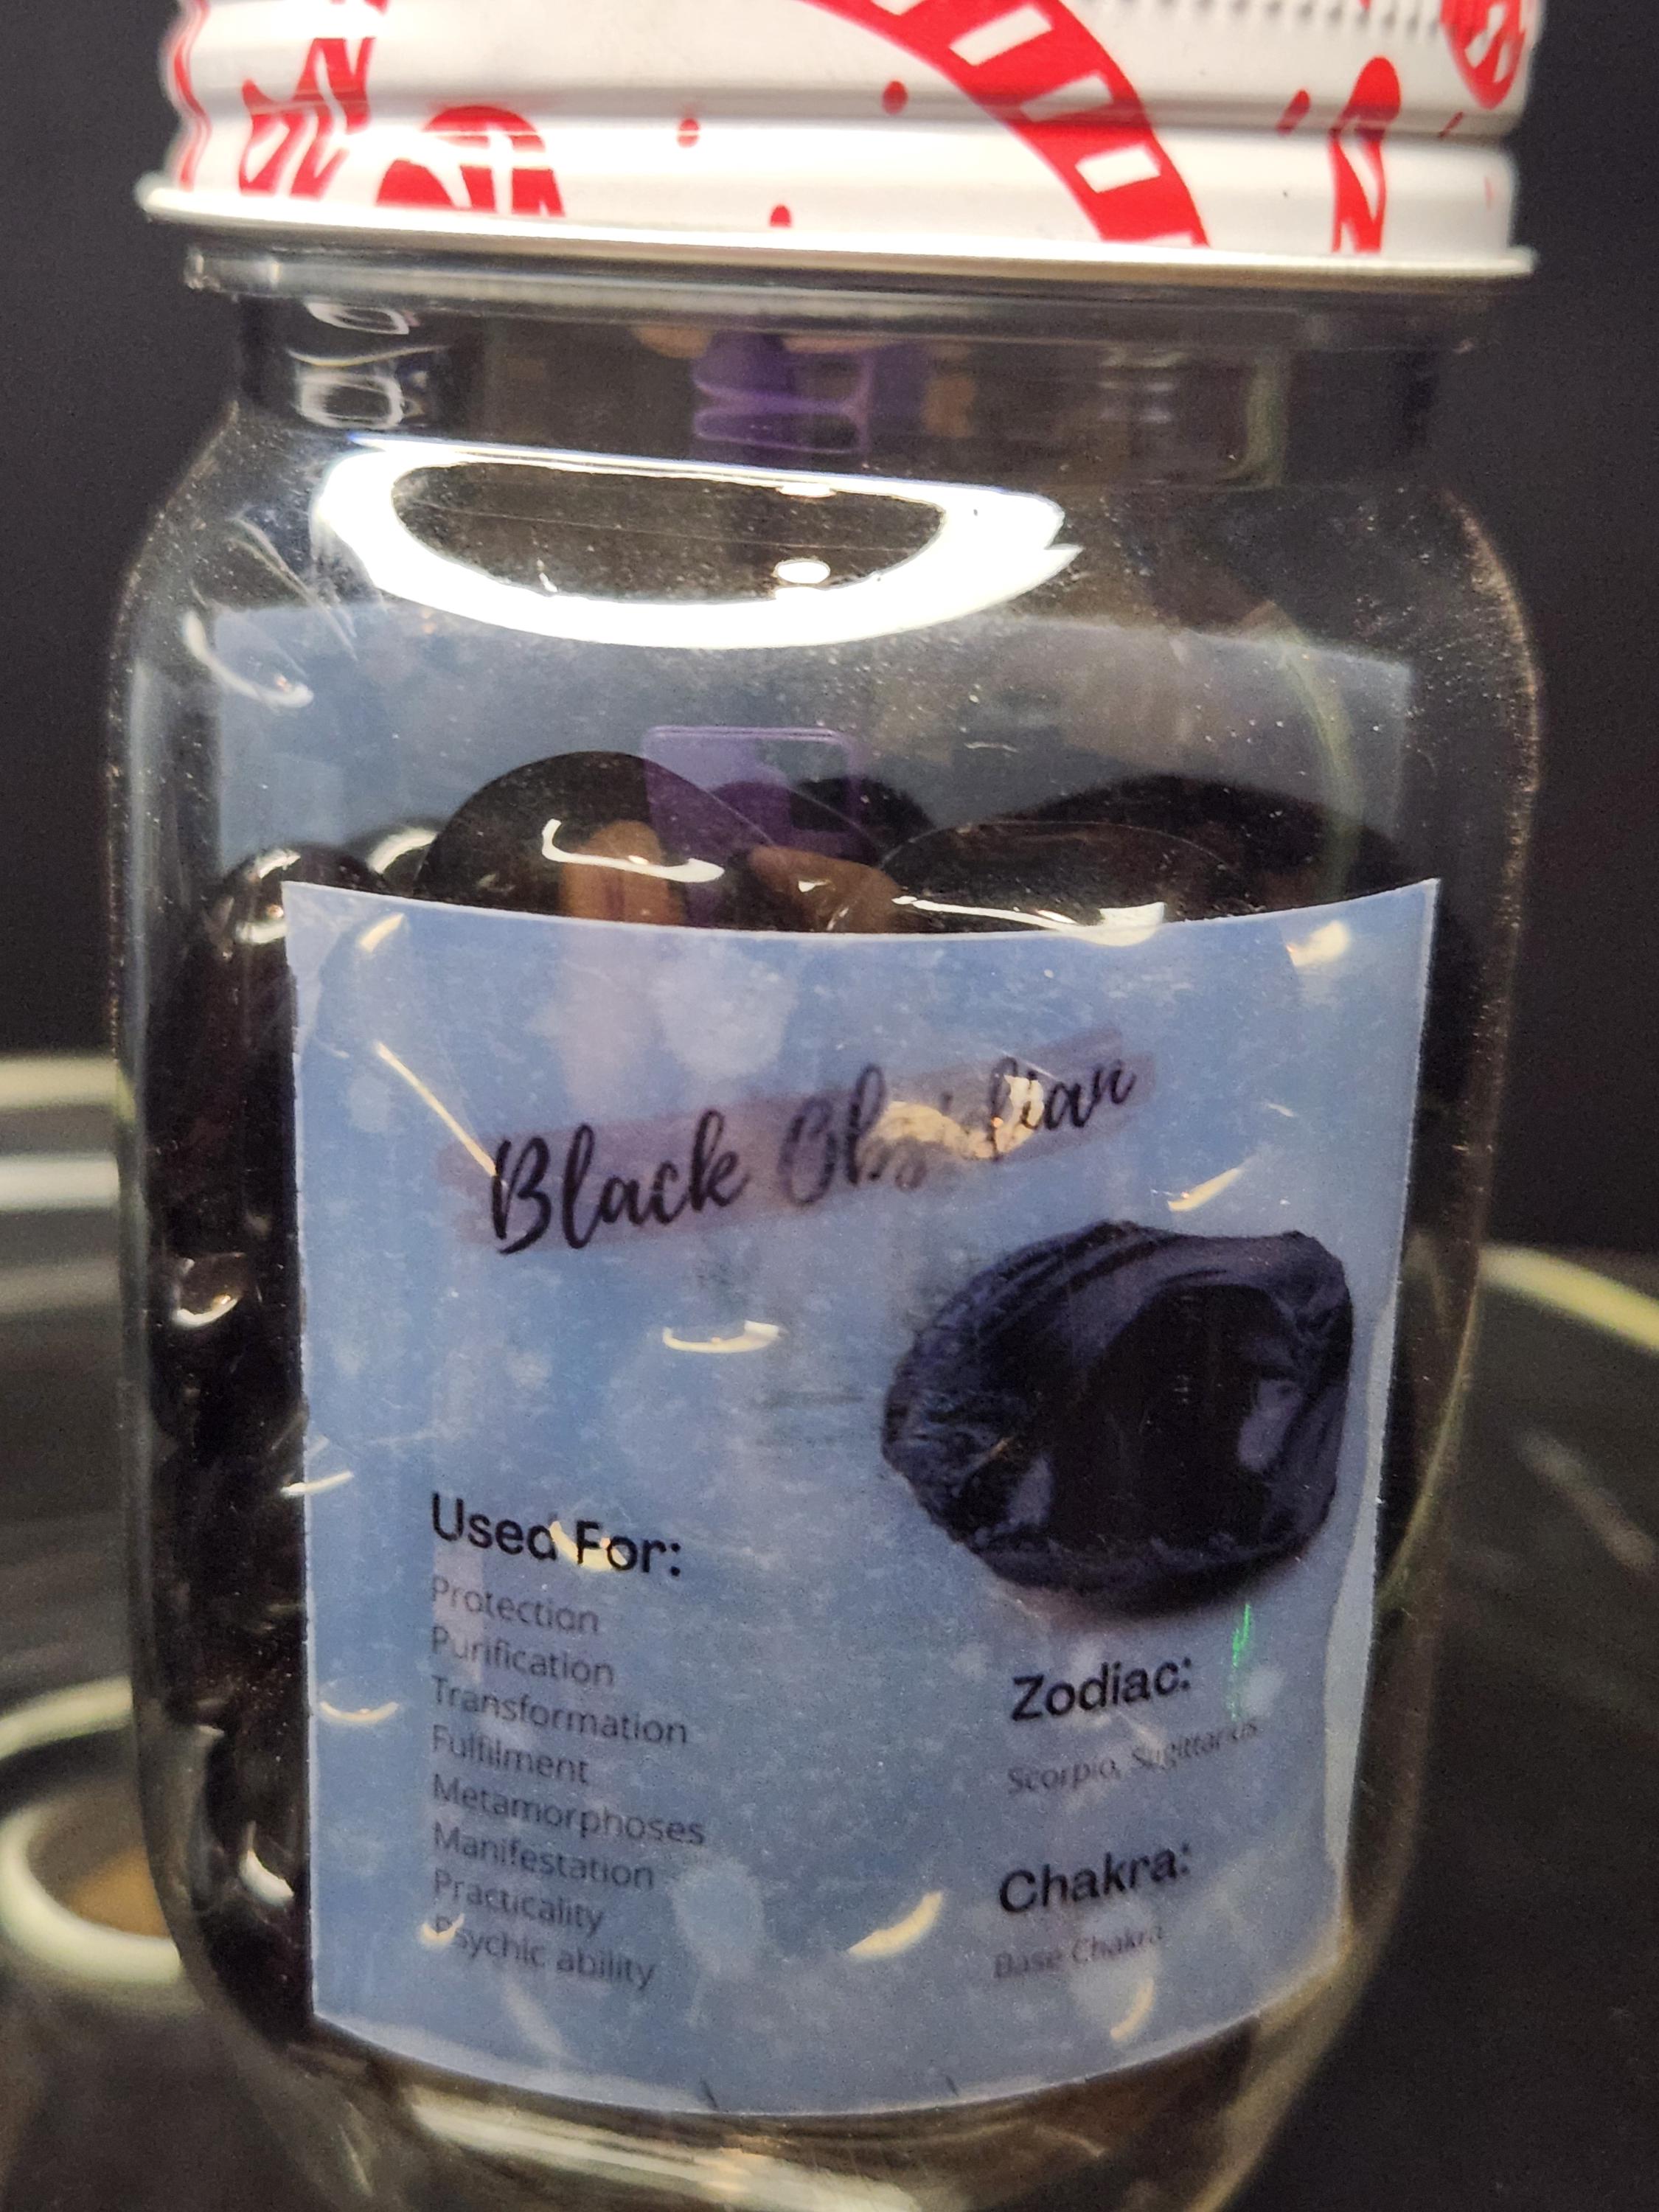 Black Obsidian
Used For:
Protection
Purification
Transformation
Fulfilment
Metamorphoses
Manifestation
Practicality
Psychic ability
Zodiac:
Scorpio, Sagittarius
Chakra:
Base Chakra